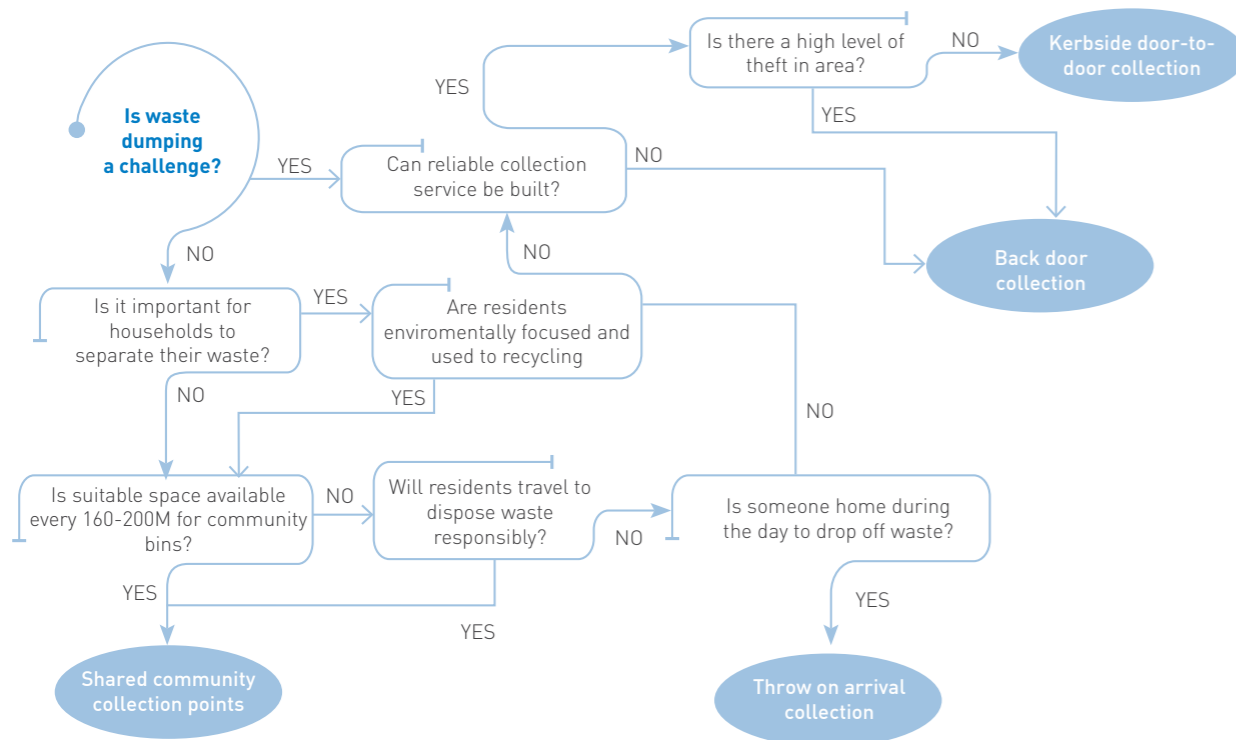 Is waste
dumping
a challenge?
YES
NO
Can reliable collection
service be built?
YES
NO
Is there a high level of
theft in area?
NO
YES
Kerbside door-to-
door collection
Back door
collection
Is it important for
households to
separate their waste?
YES
NO
Are residents
enviromentally focused and
used to recycling
NO
YES
Is suitable space available
every 160-200M for community
bins?
NO
YES
Will residents travel to
dispose waste
responsibly?
NO
YES
Is someone home during
the day to drop off waste?
NO
YES
Shared community
collection points
Throw on arrival
collection